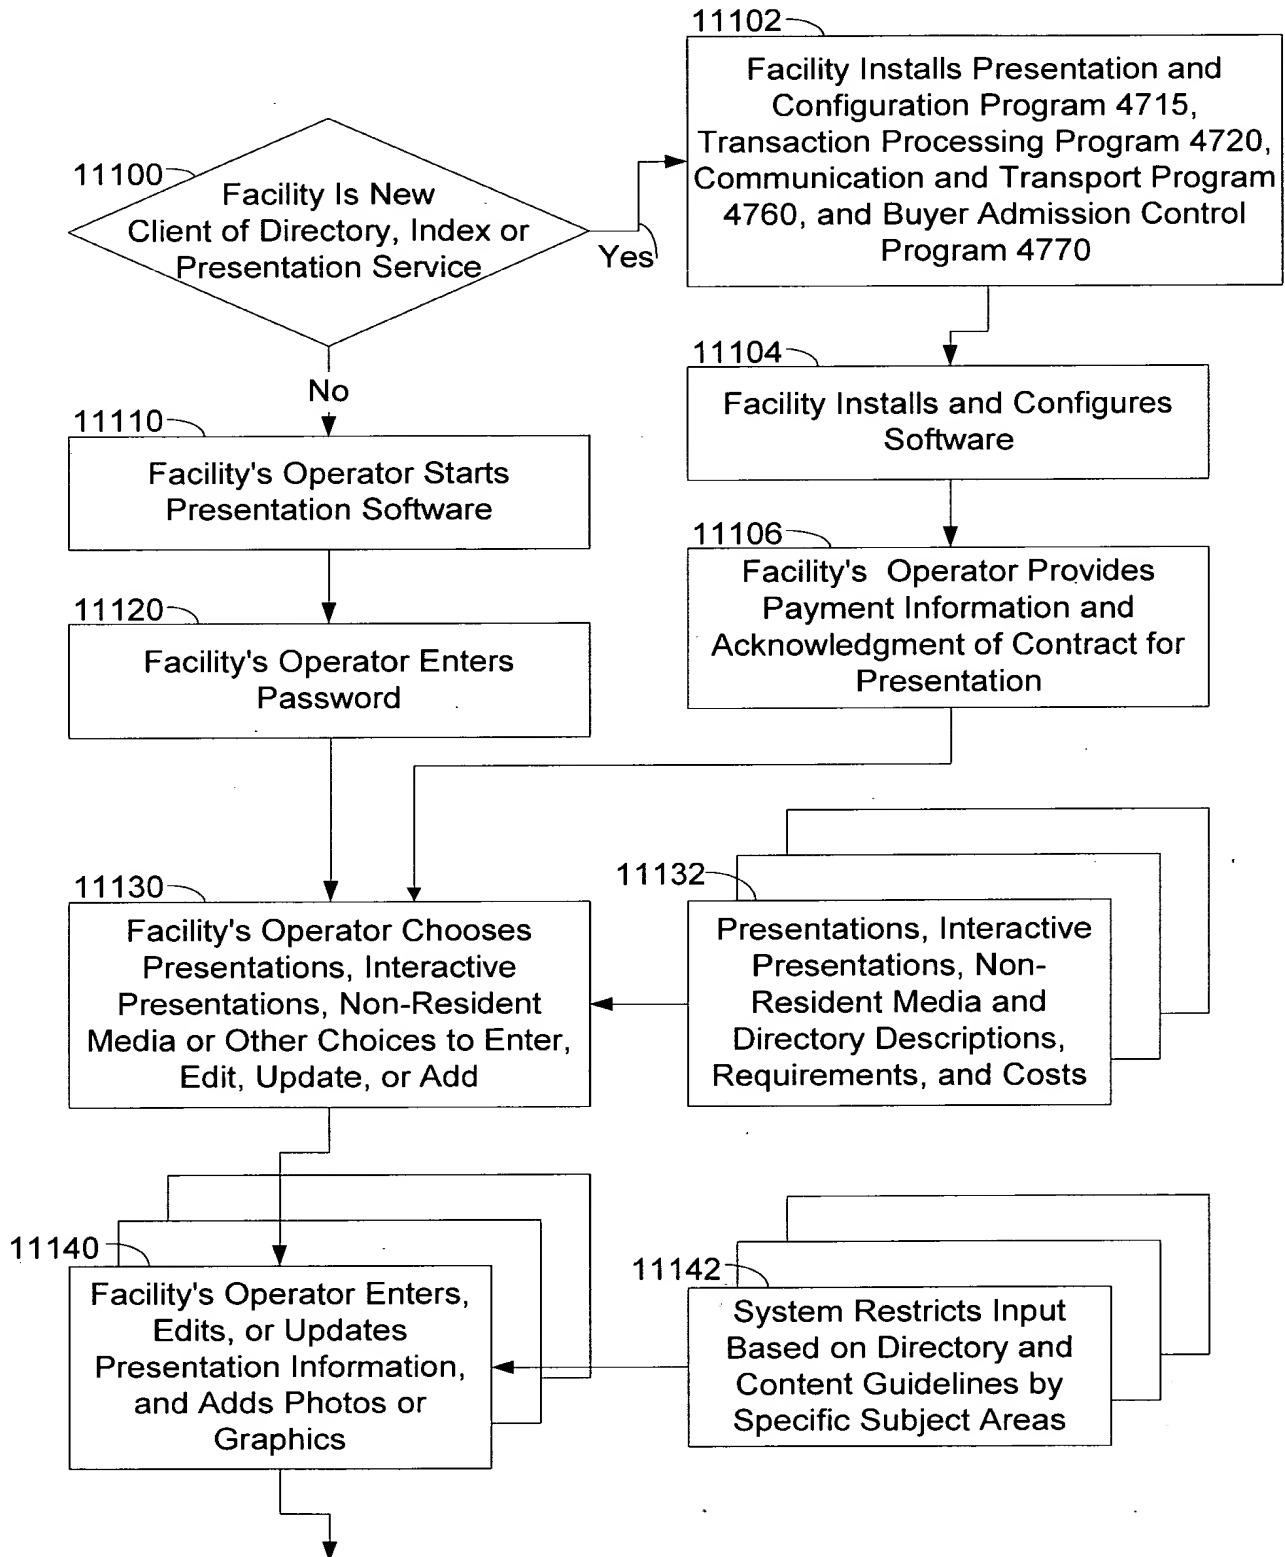 11102
Facility Installs Presentation and
Configuration Program 4715,
Transaction Processing Program 4720,
Communication and Transport Program
4760, and Buyer Admission Control
Program 4770
11100
Facility Is New
Client of Directory, Index or
Presentation Service
Yes
No
11104
Facility Installs and Configures
Software
11110
Facility's Operator Starts
Presentation Software
11106
Facility's Operator Provides
Payment Information and
Acknowledgment of Contract for
Presentation
11120
Facility's Operator Enters
Password
11130
Facility's Operator Chooses
Presentations, Interactive
Presentations, Non-Resident
Media or Other Choices to Enter,
Edit, Update, or Add
11132
Presentations, Interactive
Presentations, Non-
Resident Media and
Directory Descriptions,
Requirements, and Costs
11140
Facility's Operator Enters,
Edits, or Updates
Presentation Information,
and Adds Photos or
Graphics
11142
System Restricts Input
Based on Directory and
Content Guidelines by
Specific Subject Areas